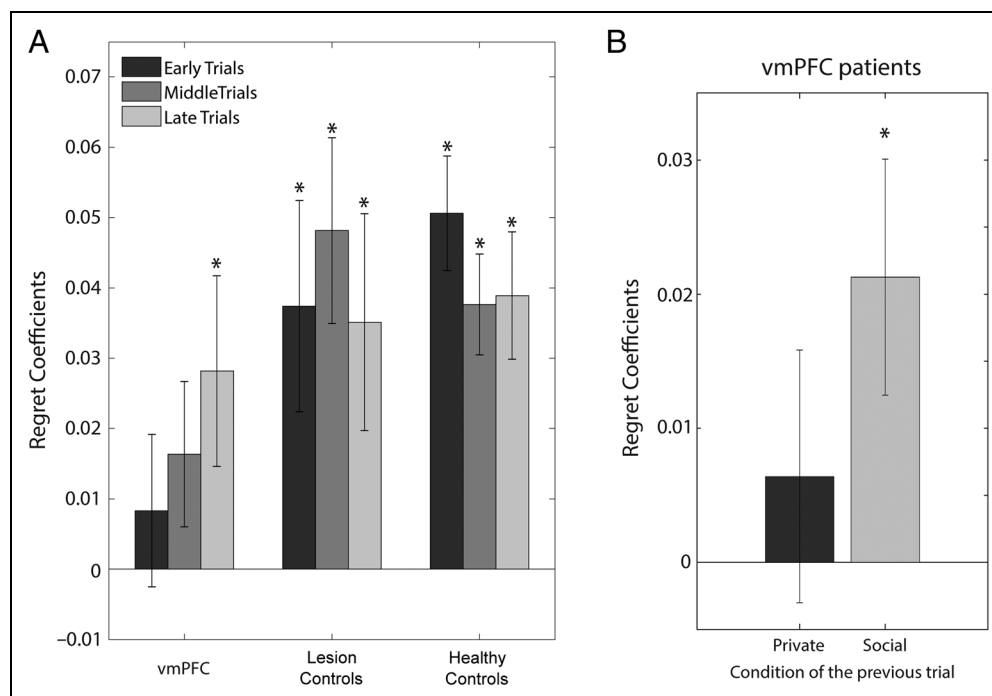 A
Early Trials
MiddleTrials
Late Trials
0.07
0.06
0.05
0.04
0.03
0.02
0.01
0
−0.01
Regret Coefficients
*
*
*
*
*
*
*
vmPFC
Lesion
Controls
Healthy
Controls
B
vmPFC patients
0.03
0.02
0.01
0
Regret Coefficients
*
Private
Social
Condition of the previous trial